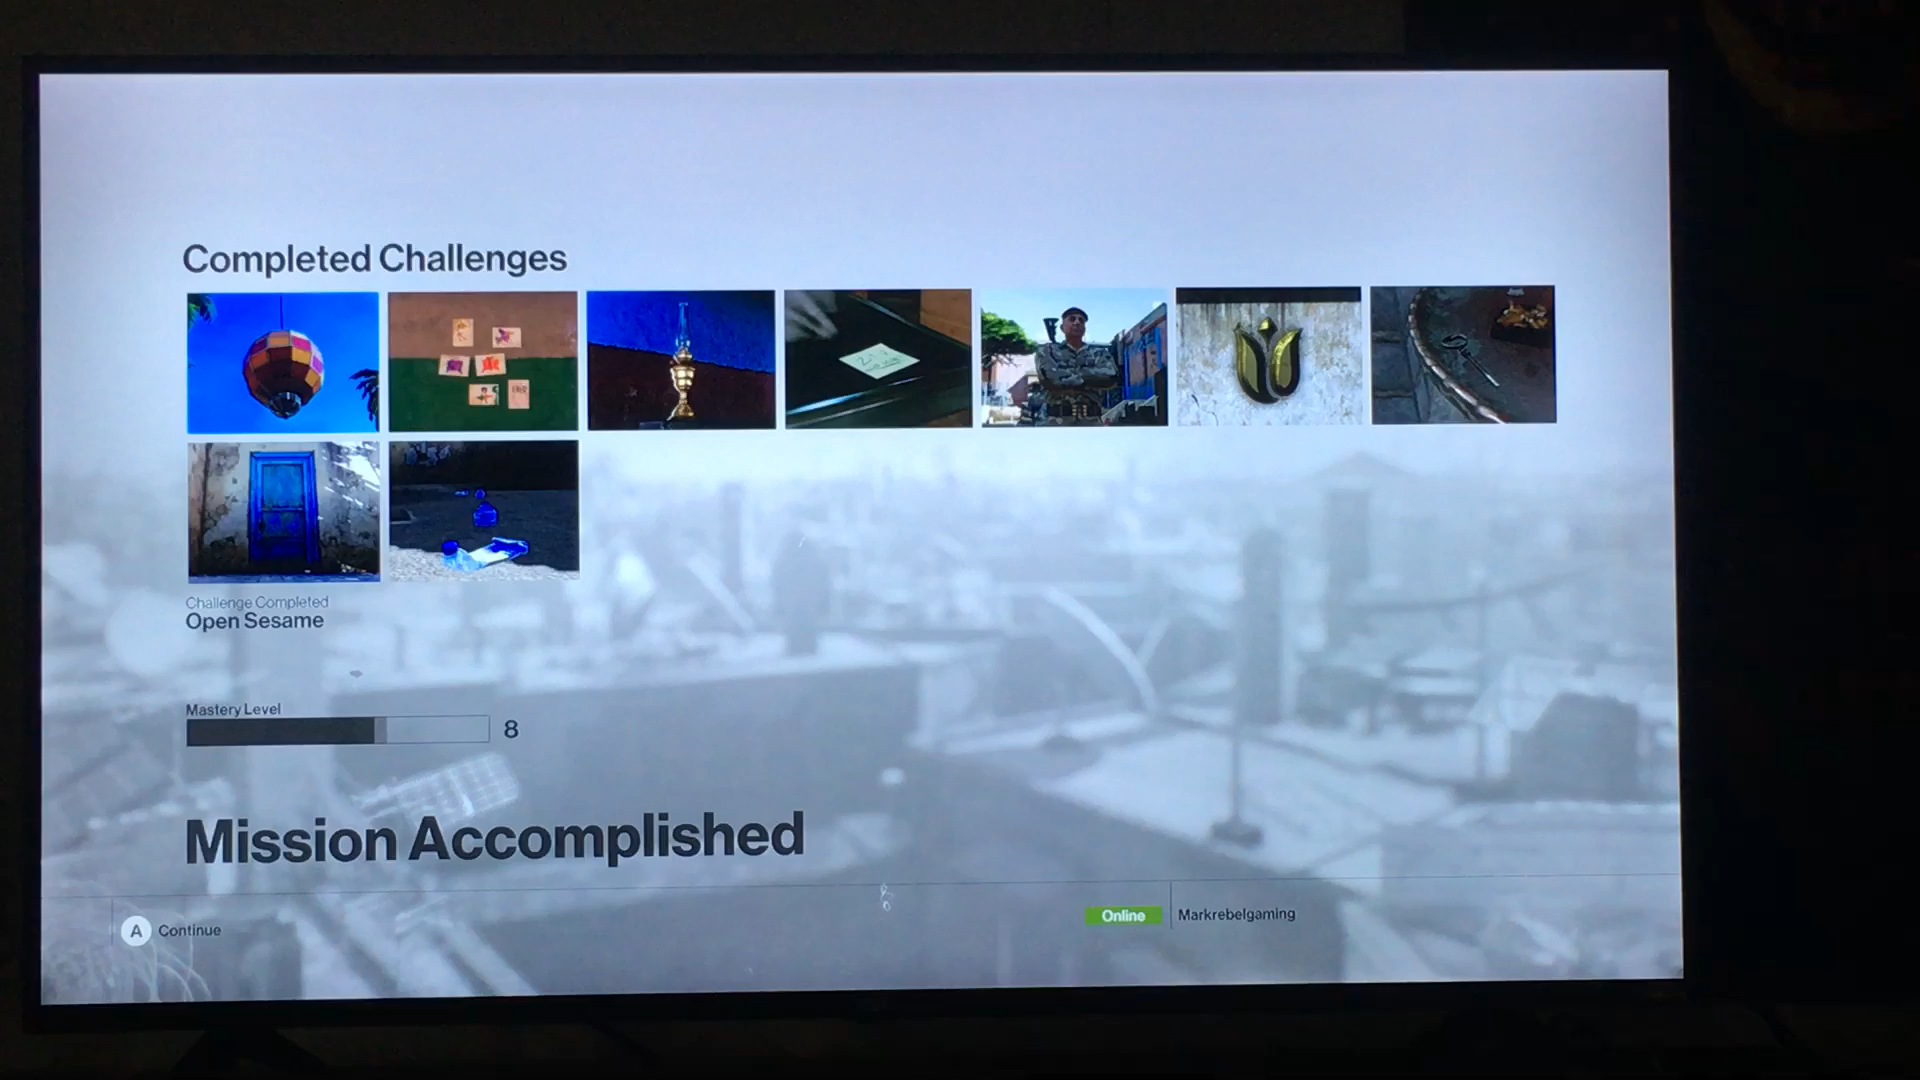 Completed Challenges
Challenge Completed
Open Sesame
Mastery Level
8
Mission Accomplished
A Continue
Online Markrebelgaming